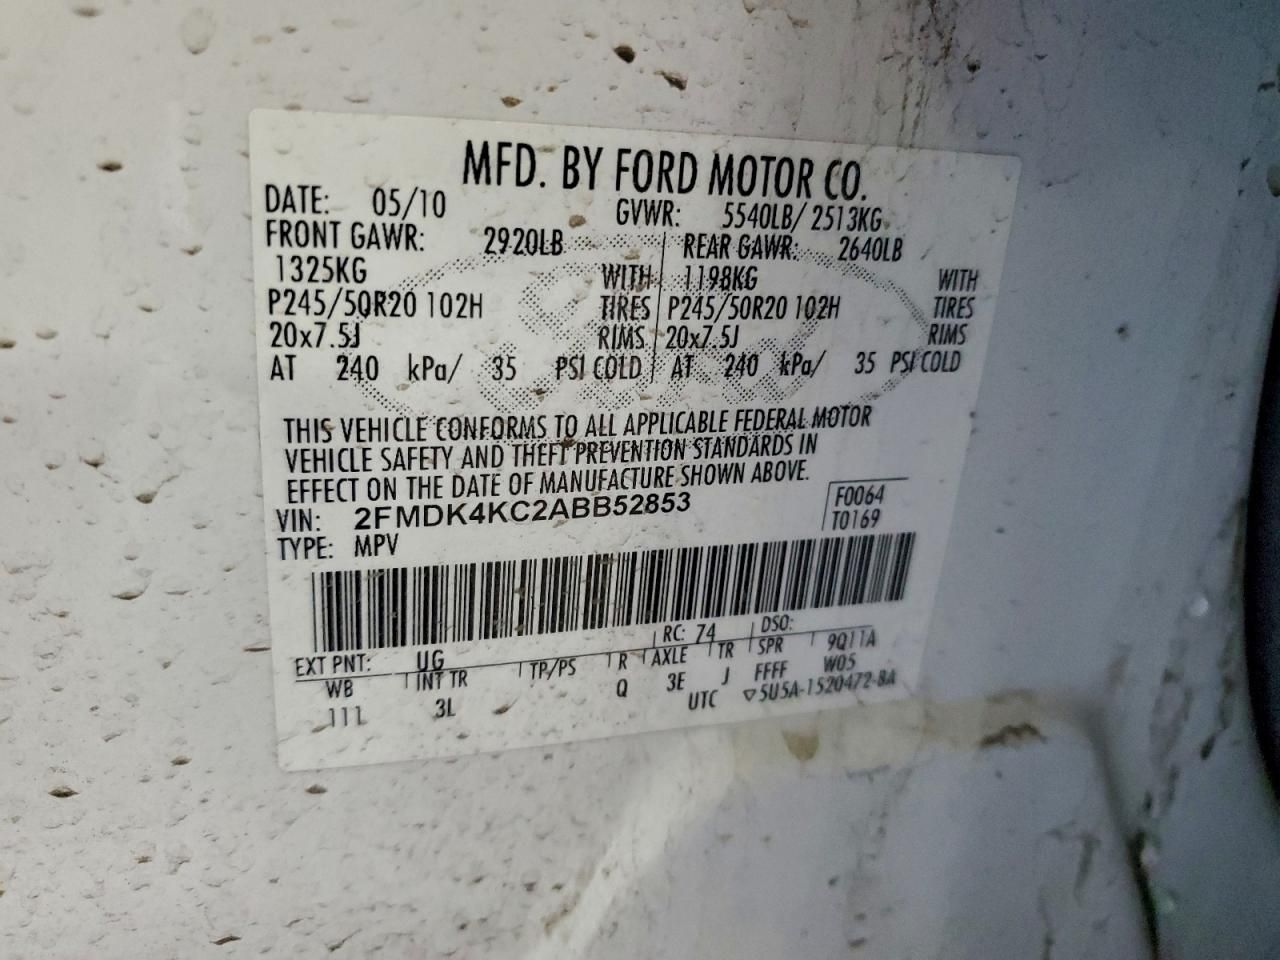 MFD. BY FORD MOTOR CO.
DATE: 05/10 GVWR: 5540LB/ 2513KG
FRONT GAWR: 2920LB REAR GAWR: 2640LB
1325KG WITH 1198KG WITH
P245/50R20 102H TIRES P245/50R20 102H TIRES
20x7.5J RIMS 20x7.5J RIMS
AT 240 kPa/ 35 PSI COLD AT 240 kPa/ 35 PSI COLD
THIS VEHICLE CONFORMS TO ALL APPLICABLE FEDERAL MOTOR
VEHICLE SAFETY AND THEFT PREVENTION STANDARDS IN
EFFECT ON THE DATE OF MANUFACTURE SHOWN ABOVE.
VIN: 2FMDK4KC2ABB52853 F0064
TYPE: MPV T0169
EXT PNT: UG RC: 74 DSO:
WB INT TR TP/PS R AXLE TR SPR 9Q11A
111 3L Q 3E J FFFF W05
UTC ▽5U5A-1520472-BA